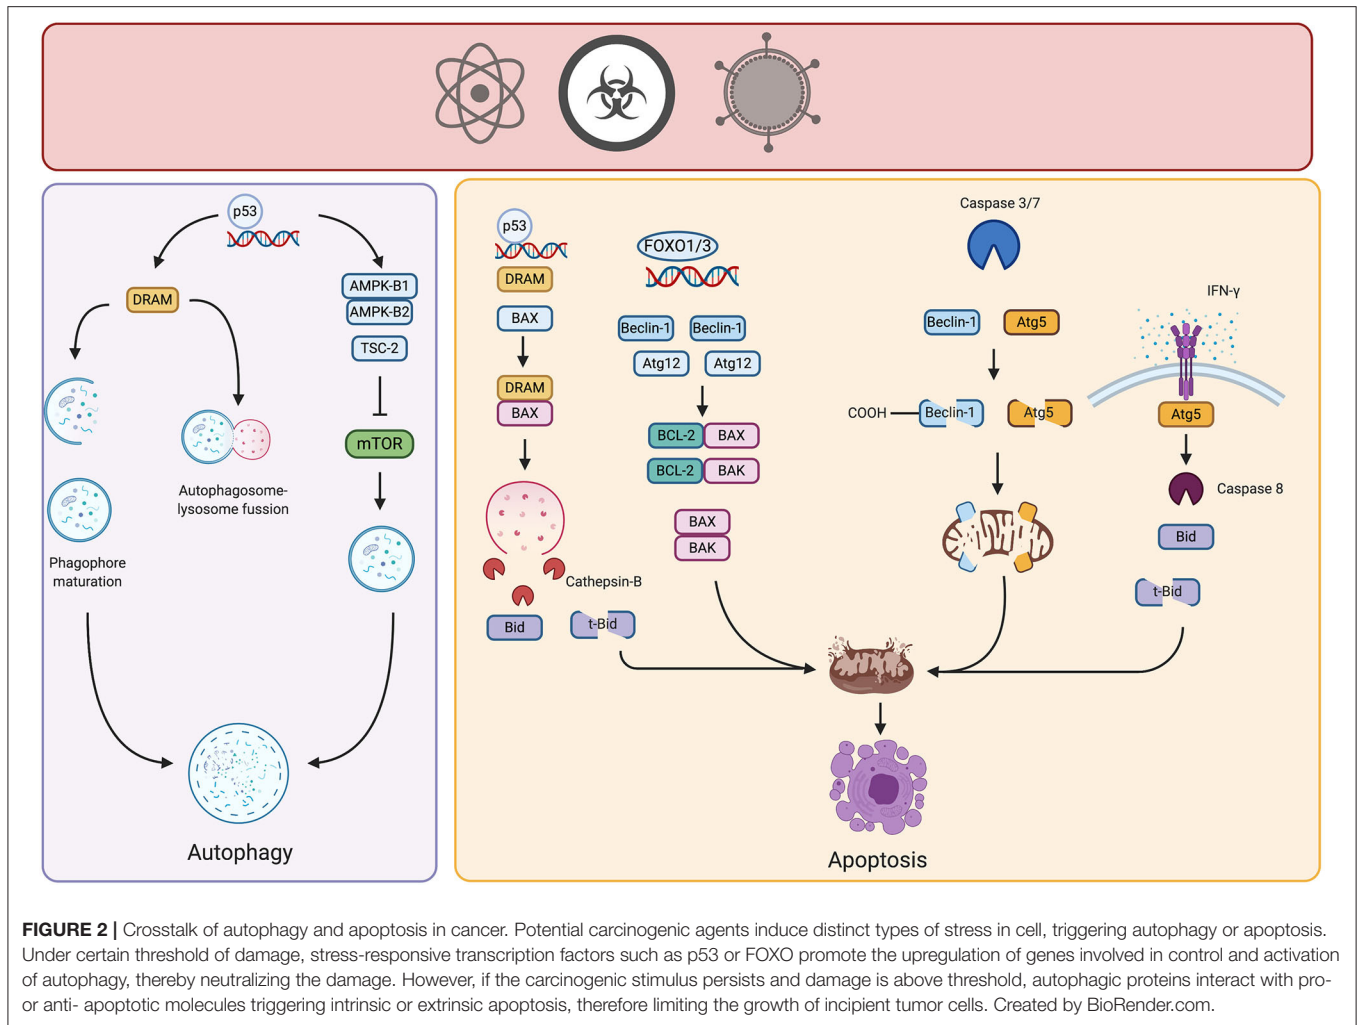 p53
DRAM
AMPK-B1
AMPK-B2
TSC-2
mTOR
Autophagosome-
lysosome fussion
Phagophore
maturation
Autophagy
p53
DRAM
BAX
DRAM
BAX
Cathepsin-B
Bid
t-Bid
FOXO1/3
Beclin-1
Beclin-1
Atg12
Atg12
BCL-2
BAX
BCL-2
BAK
BAX
BAK
Caspase 3/7
Beclin-1
Atg5
COOH
Beclin-1
Atg5
IFN-γ
Atg5
Caspase 8
Bid
t-Bid
Apoptosis
FIGURE 2 | Crosstalk of autophagy and apoptosis in cancer. Potential carcinogenic agents induce distinct types of stress in cell, triggering autophagy or apoptosis.
Under certain threshold of damage, stress-responsive transcription factors such as p53 or FOXO promote the upregulation of genes involved in control and activation
of autophagy, thereby neutralizing the damage. However, if the carcinogenic stimulus persists and damage is above threshold, autophagic proteins interact with pro-
or anti- apoptotic molecules triggering intrinsic or extrinsic apoptosis, therefore limiting the growth of incipient tumor cells. Created by BioRender.com.